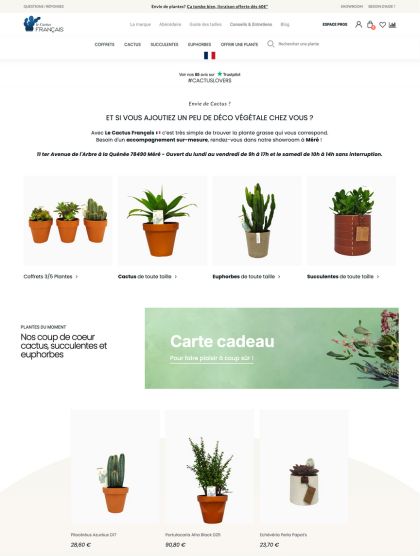 QUESTIONS / RÉPONSES
Envie de plantes? Ça tombe bien, livraison offerte dès 60€*
SHOWROOM
BESOIN D'AIDE ?
Le Cactus
FRANÇAIS
La marque
Abécédaire
Guide des tailles
Conseils & Entretiens
Blog
ESPACE PROS
COFFRETS
CACTUS
SUCCULENTES
EUPHORBES
OFFRIR UNE PLANTE
Rechercher une plante
Voir nos 83 avis sur Trustpilot
#CACTUSLOVERS
Envie de Cactus ?
ET SI VOUS AJOUTIEZ UN PEU DE DÉCO VÉGÉTALE CHEZ VOUS ?
Avec Le Cactus Français c'est très simple de trouver la plante grasse qui vous correspond.
Besoin d'un accompagnement sur-mesure, rendez-vous dans notre showroom à Méré !
11 ter Avenue de l'Arbre à la Quénée 78490 Méré - Ouvert du lundi au vendredi de 9h à 17h et le samedi de 10h à 14h sans interruption.
Coffrets 3/5 Plantes >
Cactus de toute taille >
Euphorbes de toute taille >
Succulentes de toute taille >
PLANTES DU MOMENT
Nos coup de coeur
cactus, succulentes et
euphorbes
Carte cadeau
Pour faire plaisir à coup sûr !
Pilosocereus Azureus D17
28,60 €
Portulacaria Afra Black D25
90,80 €
Echévéria Perla Papot's
23,70 €